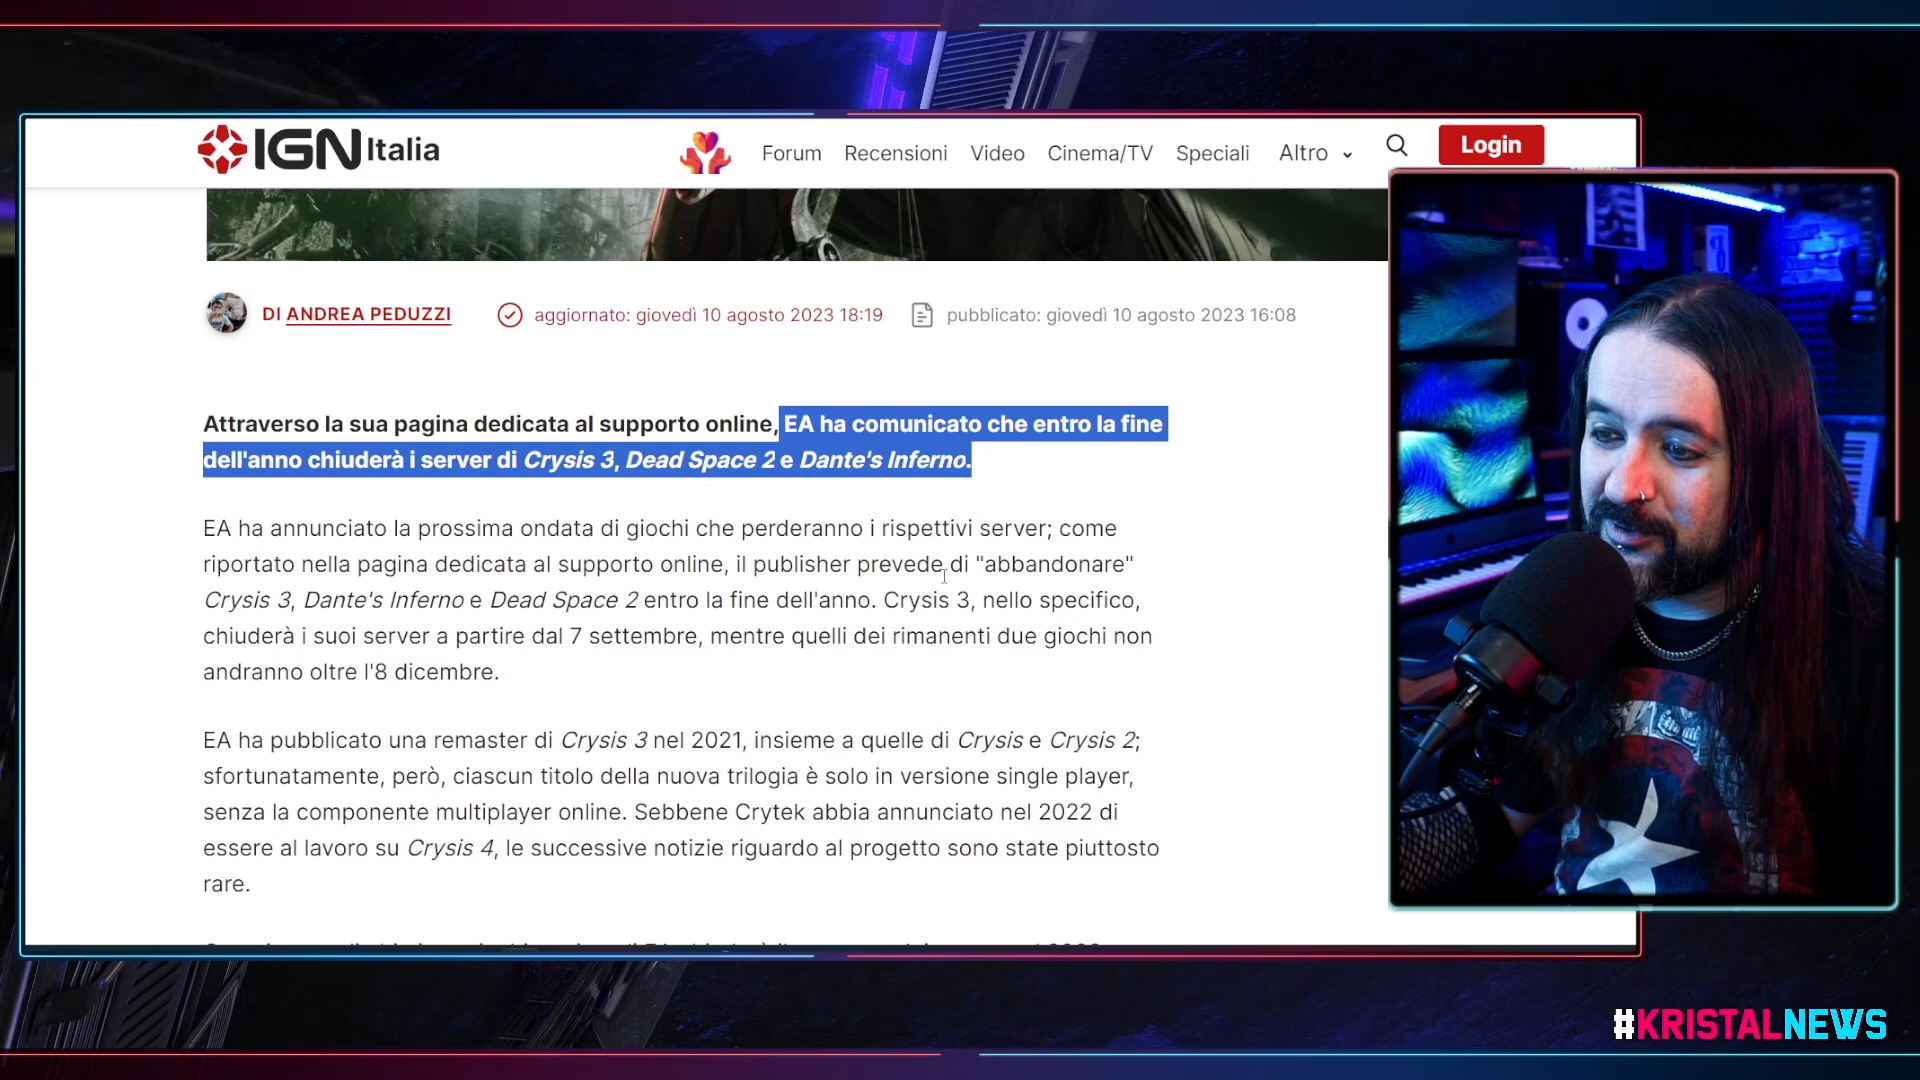 IGN Italia
Forum Recensioni Video Cinema/TV Speciali Altro Login
DI ANDREA PEDUZZI aggiornato: giovedì 10 agosto 2023 18:19 pubblicato: giovedì 10 agosto 2023 16:08
Attraverso la sua pagina dedicata al supporto online, EA ha comunicato che entro la fine
dell'anno chiuderà i server di Crysis 3, Dead Space 2 e Dante's Inferno.
EA ha annunciato la prossima ondata di giochi che perderanno i rispettivi server; come
riportato nella pagina dedicata al supporto online, il publisher prevede di "abbandonare"
Crysis 3, Dante's Inferno e Dead Space 2 entro la fine dell'anno. Crysis 3, nello specifico,
chiuderà i suoi server a partire dal 7 settembre, mentre quelli dei rimanenti due giochi non
andranno oltre l'8 dicembre.
EA ha pubblicato una remaster di Crysis 3 nel 2021, insieme a quelle di Crysis e Crysis 2;
sfortunatamente, però, ciascun titolo della nuova trilogia è solo in versione single player,
senza la componente multiplayer online. Sebbene Crytek abbia annunciato nel 2022 di
essere al lavoro su Crysis 4, le successive notizie riguardo al progetto sono state piuttosto
rare.
#KRISTALNEWS